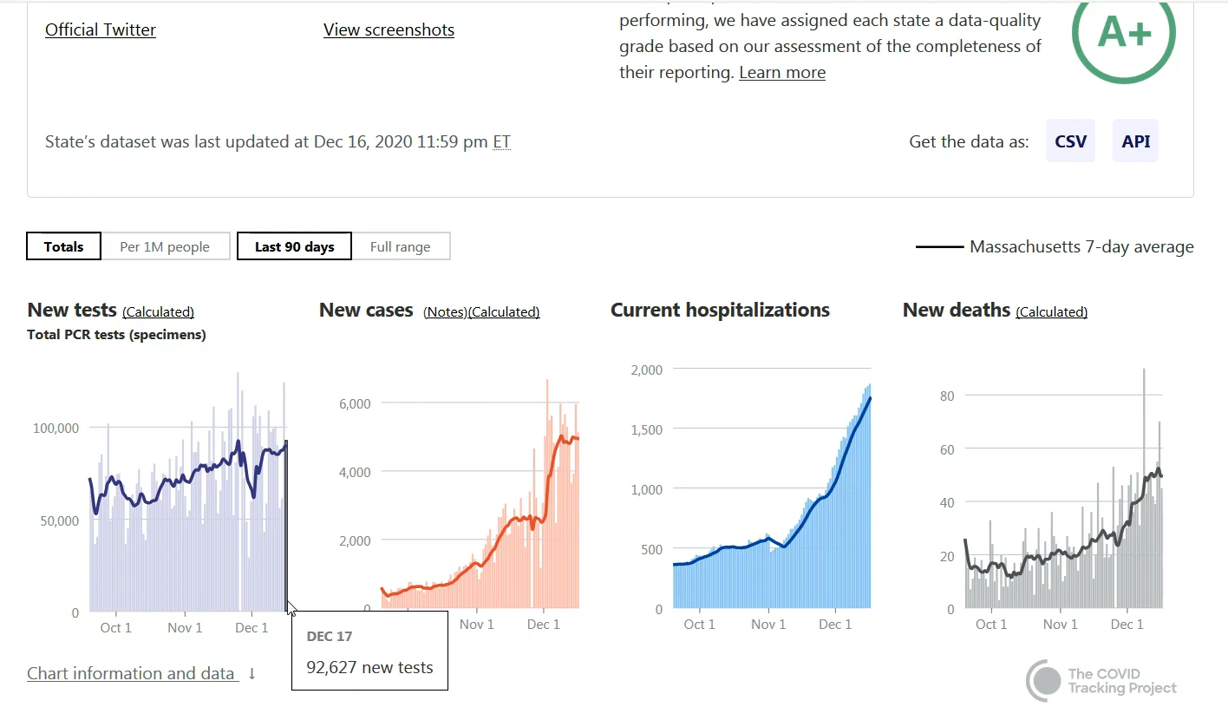 Official Twitter
View screenshots
performing, we have assigned each state a data-quality
grade based on our assessment of the completeness of
their reporting. Learn more
A+
State's dataset was last updated at Dec 16, 2020 11:59 pm ET
Get the data as: CSV API
Totals Per 1M people Last 90 days Full range
Massachusetts 7-day average
New tests (Calculated)
Total PCR tests (specimens)
100,000
50,000
0
Oct 1 Nov 1 Dec 1
New cases (Notes)(Calculated)
6,000
4,000
2,000
0
Nov 1 Dec 1
DEC 17
92,627 new tests
Current hospitalizations
2,000
1,500
1,000
500
0
Oct 1 Nov 1 Dec 1
New deaths (Calculated)
80
60
40
20
0
Oct 1 Nov 1 Dec 1
Chart information and data ↓
The COVID
Tracking Project